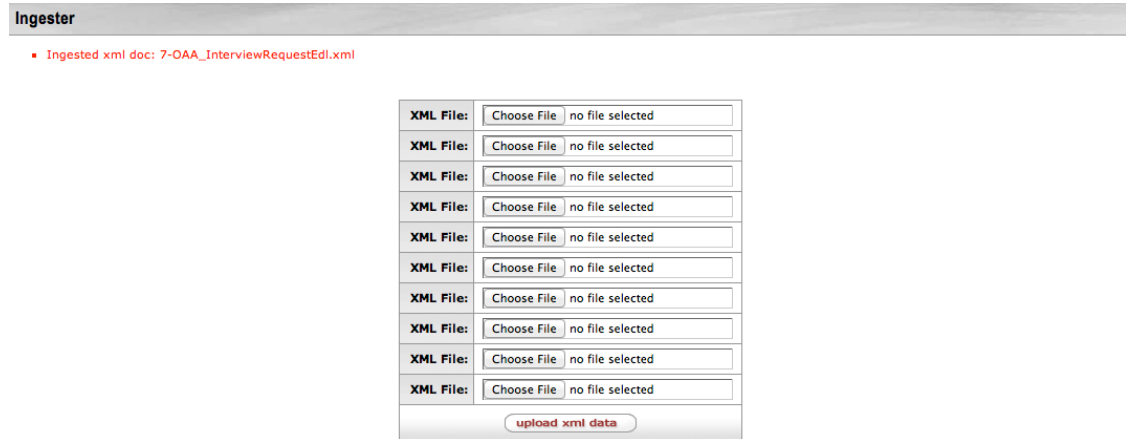 Ingester
Ingested xml doc: 7-OAA_InterviewRequestEdl.xml
XML File: Choose File no file selected
XML File: Choose File no file selected
XML File: Choose File no file selected
XML File: Choose File no file selected
XML File: Choose File no file selected
XML File: Choose File no file selected
XML File: Choose File no file selected
XML File: Choose File no file selected
XML File: Choose File no file selected
XML File: Choose File no file selected
upload xml data